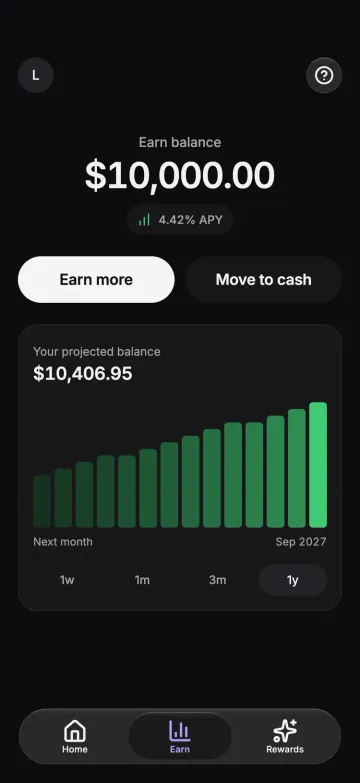 L
Earn balance
$10,000.00
4.42% APY
Earn more
Move to cash
Your projected balance
$10,406.95
Next month
Sep 2027
1w
1m
3m
1y
Home
Earn
Rewards